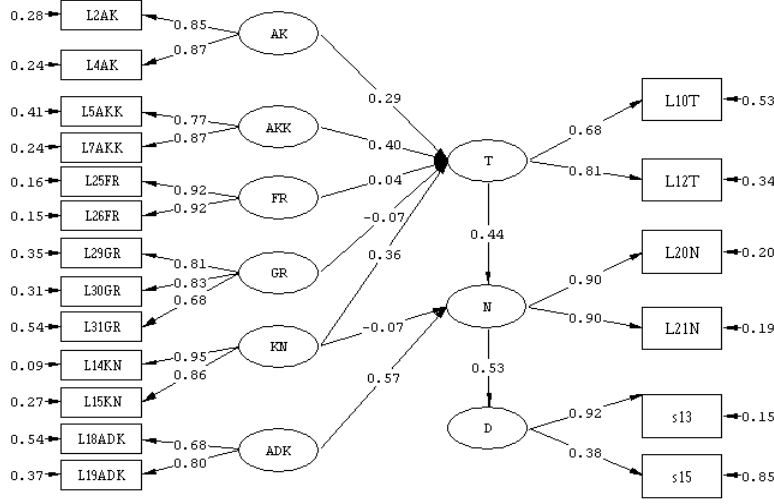 0.28 L2AK 0.85 AK
0.24 L4AK 0.87
0.29
0.41 L5AKK 0.77 AKK
0.24 L7AKK 0.87 0.40
0.16 L25FR 0.92 FR 0.04
0.15 L26FR 0.92
0.35 L29GR 0.81 GR -0.07
0.31 L30GR 0.83
0.54 L31GR 0.68
0.36
0.09 L14KN 0.95 KN -0.07
0.27 L15KN 0.86
0.57
0.54 L18ADK 0.68 ADK
0.37 L19ADK 0.80
T 0.68 L10T 0.53
0.81 L12T 0.34
0.44
N 0.90 L20N 0.20
0.90 L21N 0.19
0.53
D 0.92 s13 0.15
0.38 s15 0.85